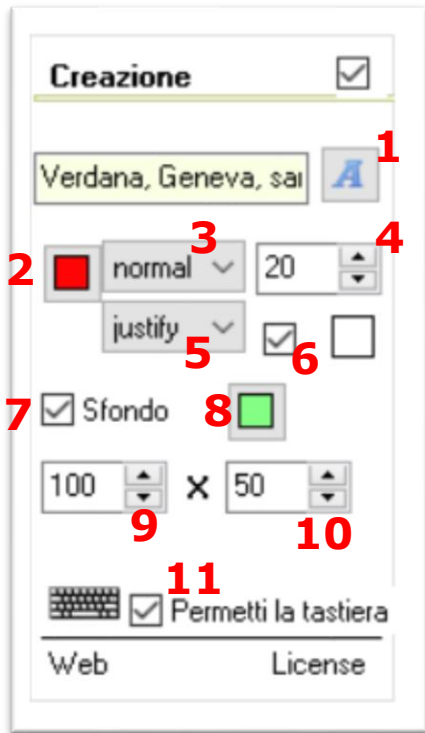 Creazione
1
Verdana, Geneva, sai A
2 3 normal 20 4
justify 5 6
7 Sfondo 8
100 x 50
9 10
11
Permetti la tastiera
Web License